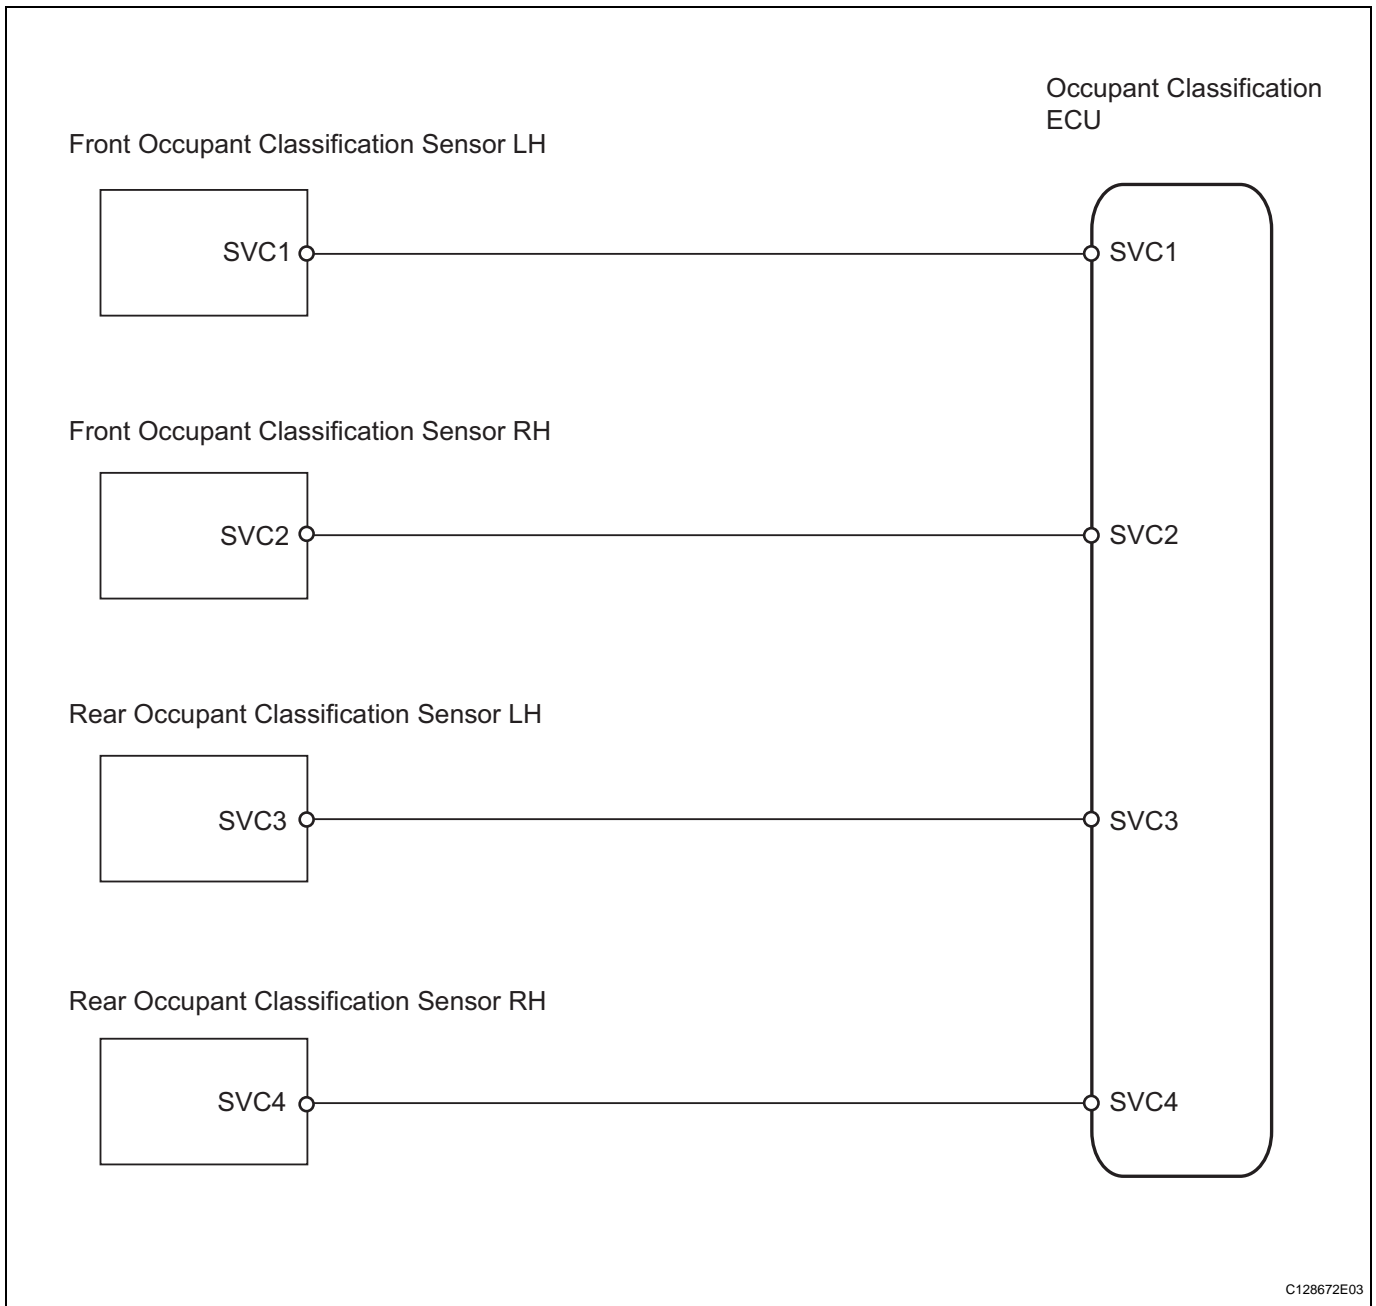 Occupant Classification
ECU
Front Occupant Classification Sensor LH
SVC1
SVC1
Front Occupant Classification Sensor RH
SVC2
SVC2
Rear Occupant Classification Sensor LH
SVC3
SVC3
Rear Occupant Classification Sensor RH
SVC4
SVC4
C128672E03